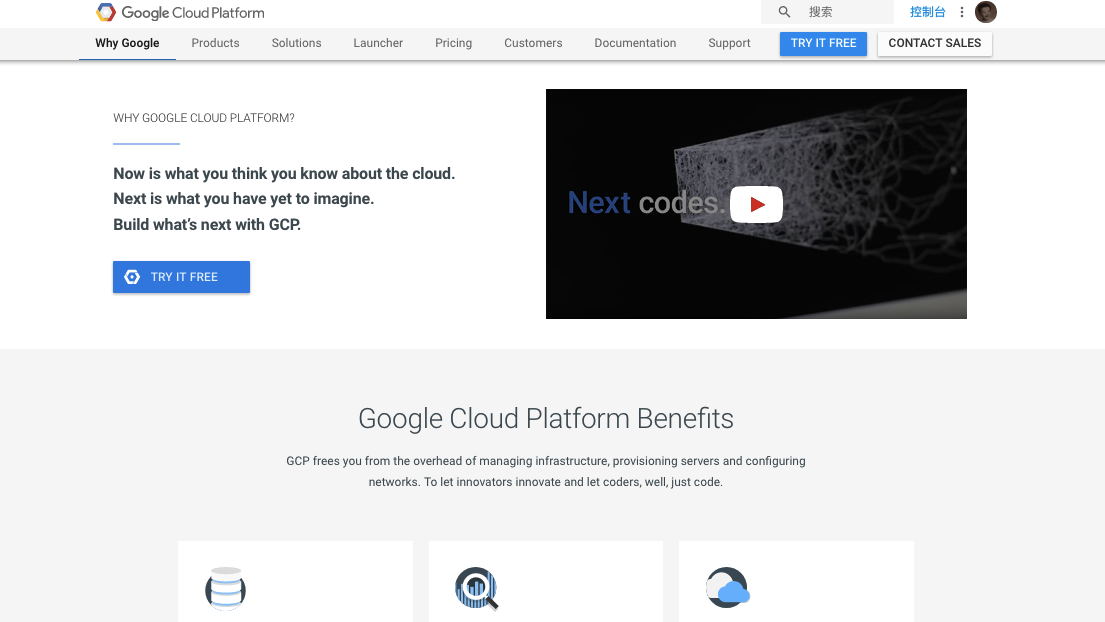 Google Cloud Platform
搜索
控制台
Why Google
Products
Solutions
Launcher
Pricing
Customers
Documentation
Support
TRY IT FREE
CONTACT SALES
WHY GOOGLE CLOUD PLATFORM?
Now is what you think you know about the cloud.
Next is what you have yet to imagine.
Build what’s next with GCP.
TRY IT FREE
Next codes.
Google Cloud Platform Benefits
GCP frees you from the overhead of managing infrastructure, provisioning servers and configuring
networks. To let innovators innovate and let coders, well, just code.